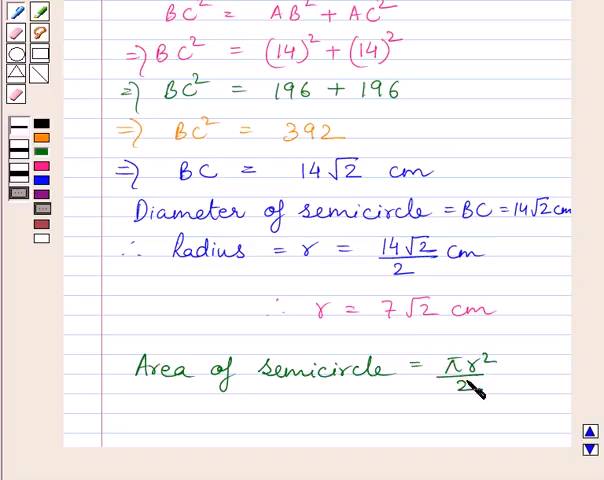 BC² = AB² + AC²
⇒ BC² = (14)² + (14)²
⇒ BC² = 196 + 196
⇒ BC² = 392
⇒ BC = 14√2 cm
Diameter of semicircle = BC = 14√2 cm
∴ Radius = r = 14√2/2 cm
∴ r = 7√2 cm
Area of semicircle = πr²/2